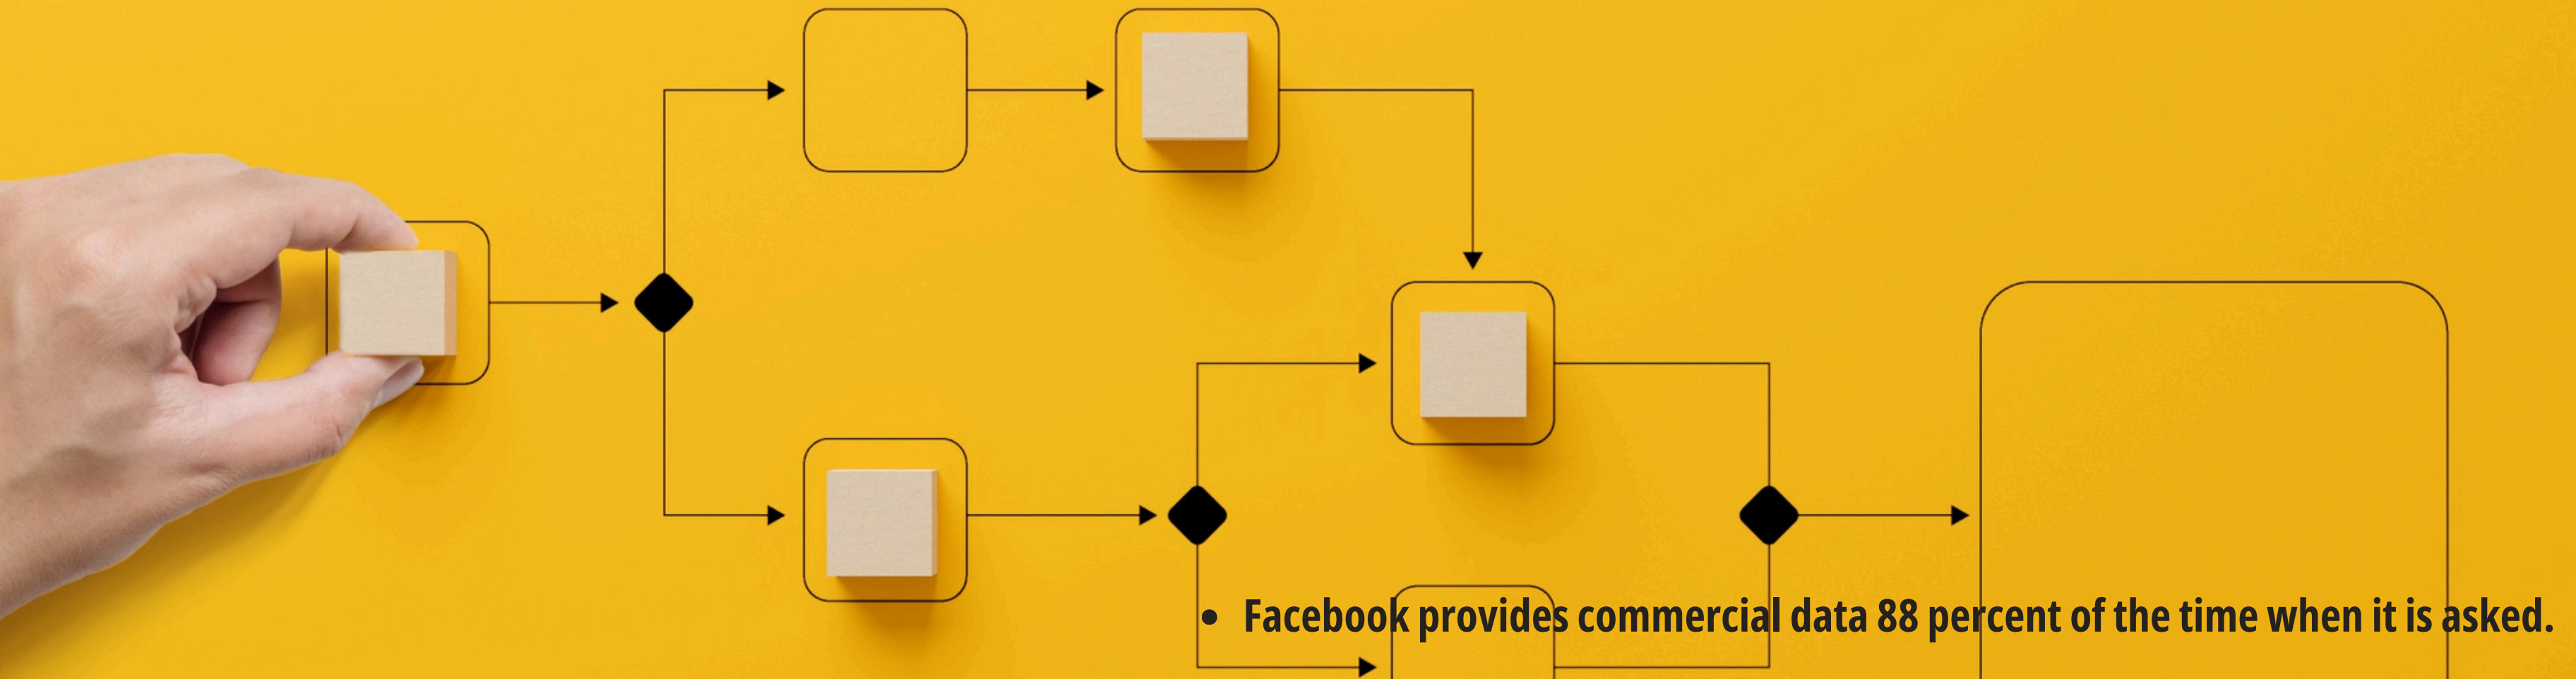 • Facebook provides commercial data 88 percent of the time when it is asked.